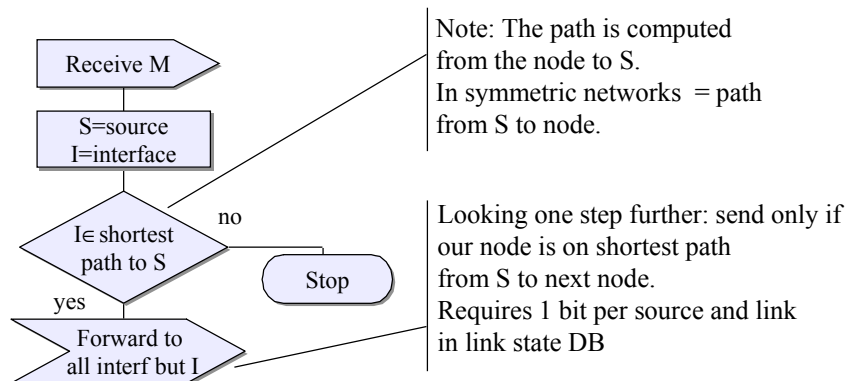 Receive M
S=source
I=interface
I∈ shortest
path to S
no
Stop
yes
Forward to
all interf but I
Note: The path is computed
from the node to S.
In symmetric networks = path
from S to node.
Looking one step further: send only if
our node is on shortest path
from S to next node.
Requires 1 bit per source and link
in link state DB